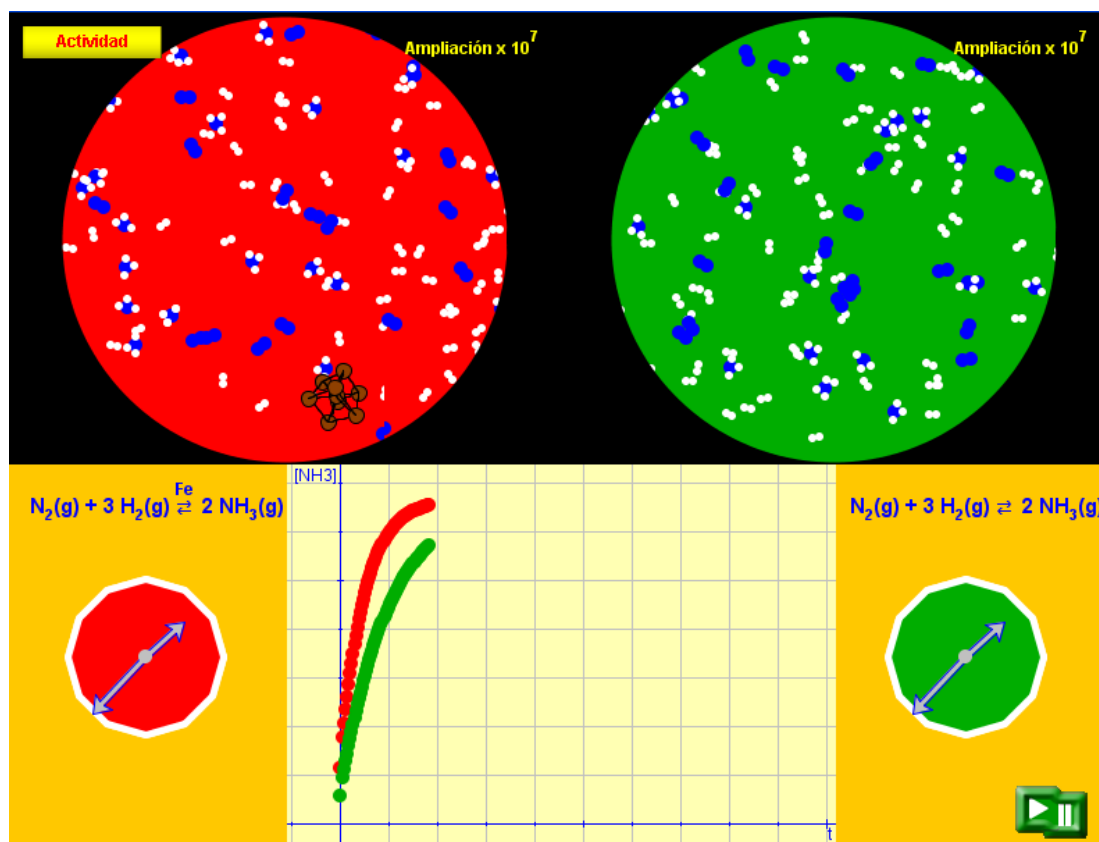 Actividad
Ampliación x 10⁷
Ampliación x 10⁷
[NH3]
Fe
N₂(g) + 3 H₂(g) ⇄ 2 NH₃(g)
N₂(g) + 3 H₂(g) ⇄ 2 NH₃(g)
t